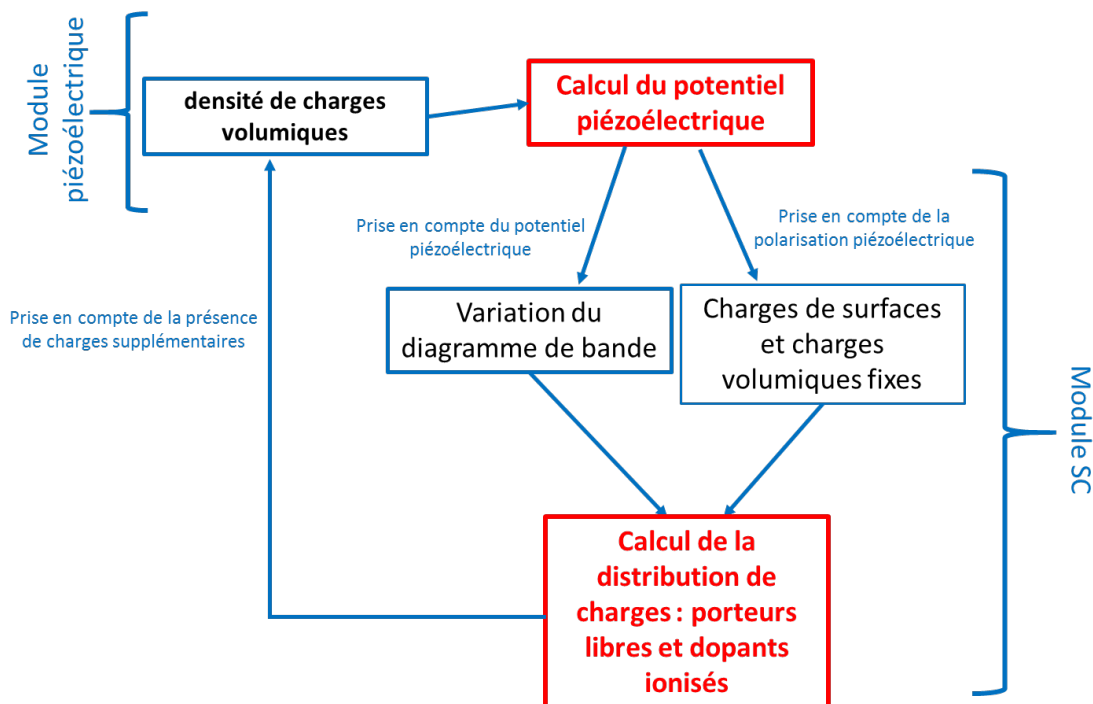 Module
piézoélectrique
densité de charges
volumiques
Calcul du potentiel
piézoélectrique
Prise en compte du potentiel
piézoélectrique
Prise en compte de la
polarisation piézoélectrique
Prise en compte de la présence
de charges supplémentaires
Variation du
diagramme de bande
Charges de surfaces
et charges
volumiques fixes
Module SC
Calcul de la
distribution de
charges : porteurs
libres et dopants
ionisés